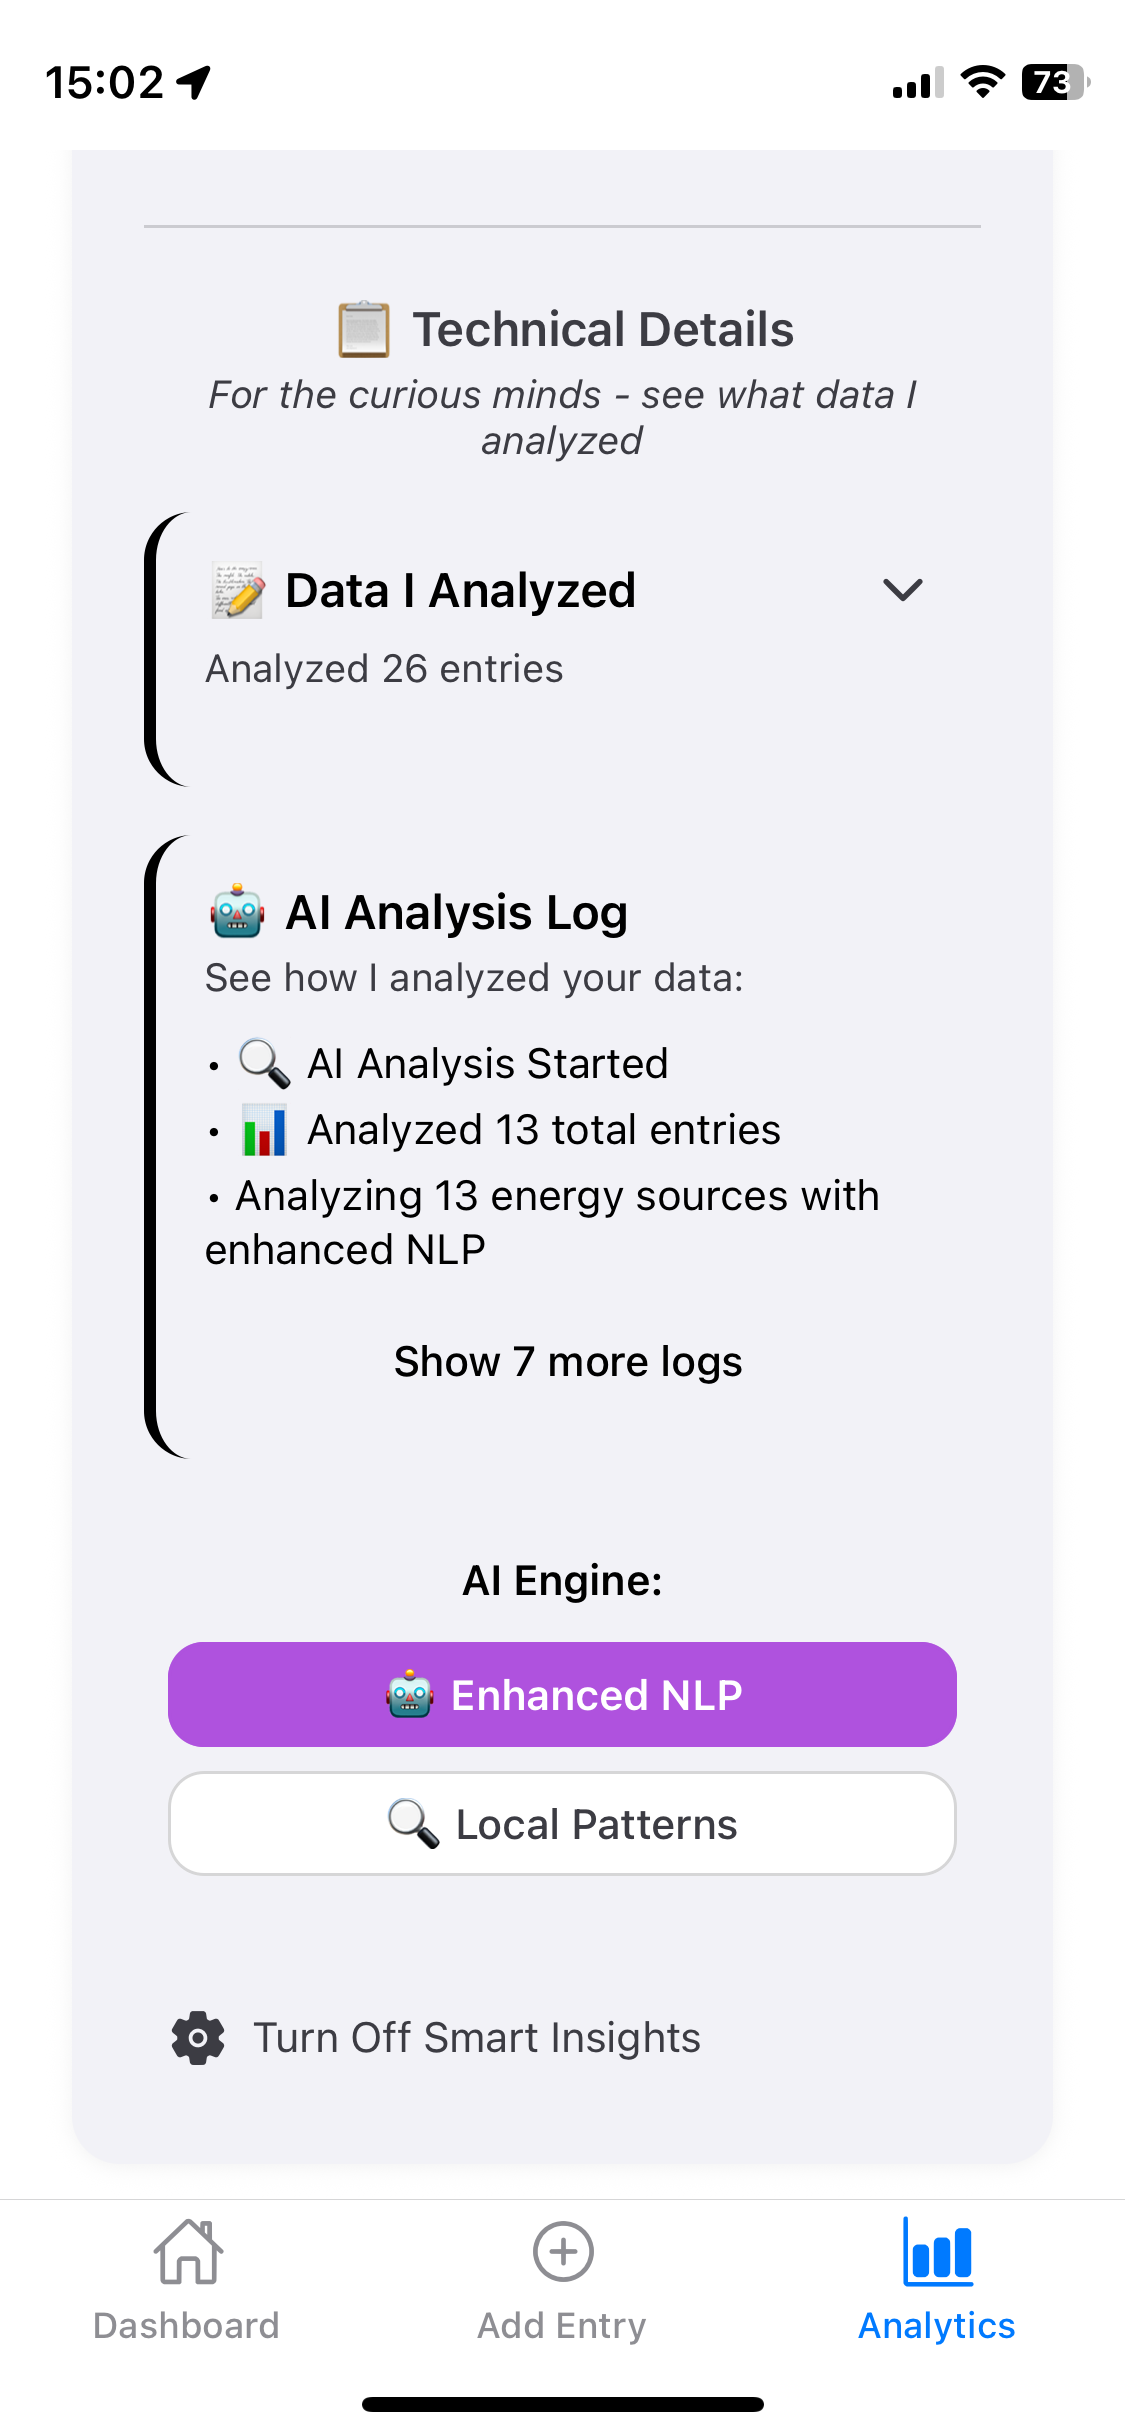 15:02
73
📋 Technical Details
For the curious minds - see what data I
analyzed
📝 Data I Analyzed
Analyzed 26 entries
🤖 AI Analysis Log
See how I analyzed your data:
• 🔍 AI Analysis Started
• 📊 Analyzed 13 total entries
• Analyzing 13 energy sources with
enhanced NLP
Show 7 more logs
AI Engine:
🤖 Enhanced NLP
🔍 Local Patterns
Turn Off Smart Insights
Dashboard
Add Entry
Analytics